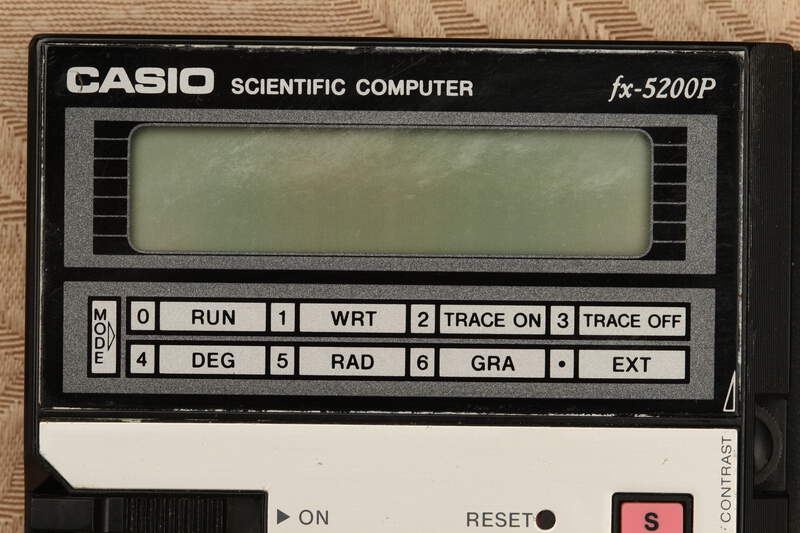 CASIO SCIENTIFIC COMPUTER fx-5200P
MODE 0 RUN 1 WRT 2 TRACE ON 3 TRACE OFF
4 DEG 5 RAD 6 GRA • EXT
CONTRAST
▶ ON RESET S